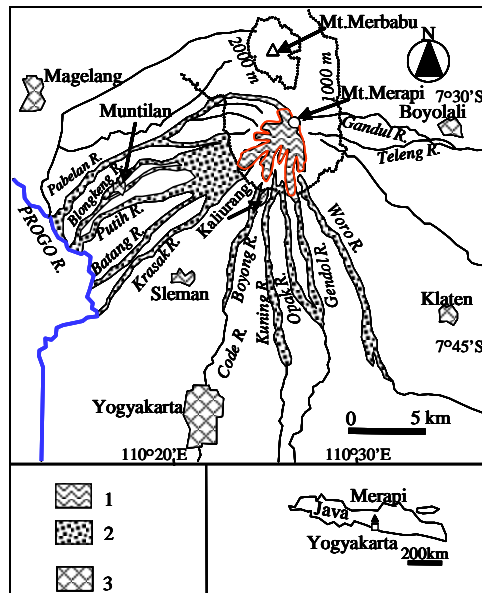 Mt.Merbabu
2000 m
1000 m
N
Magelang
Mt.Merapi
7°30'S
Muntilan
Boyolali
Gandul R.
Teleng R.
Pabelan R.
Blongkeng R.
Putih R.
Kaliurang
PROGO R.
Batang R.
Krasak R.
Woro R.
Sleman
Boyong R.
Kuning R.
Opak R.
Gendol R.
Klaten
7°45'S
Code R.
Yogyakarta
0 5 km
110°20'E
110°30'E
1
2
3
Merapi
Java
Yogyakarta
200km